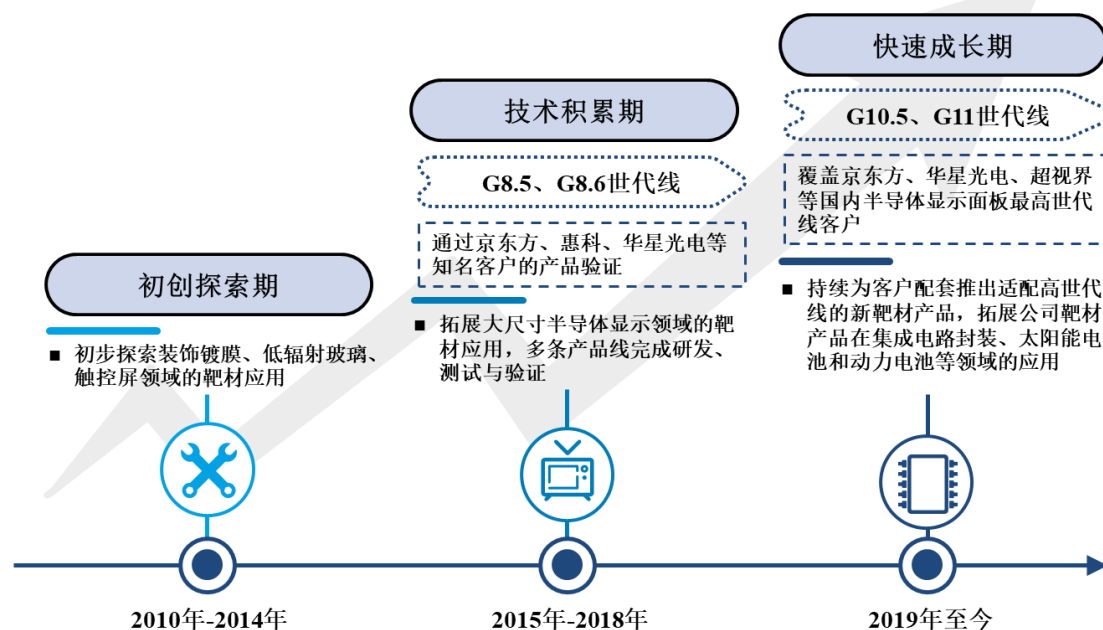 初创探索期
■ 初步探索装饰镀膜、低辐射玻璃、
触控屏领域的靶材应用
2010年-2014年
技术积累期
G8.5、G8.6世代线
通过京东方、惠科、华星光电等
知名客户的产品验证
■ 拓展大尺寸半导体显示领域的靶
材应用，多条产品线完成研发、
测试与验证
2015年-2018年
快速成长期
G10.5、G11世代线
覆盖京东方、华星光电、超视界
等国内半导体显示面板最高世代
线客户
■ 持续为客户配套推出适配高世代
线的新靶材产品，拓展公司靶材
产品在集成电路封装、太阳能电
池和动力电池等领域的应用
2019年至今